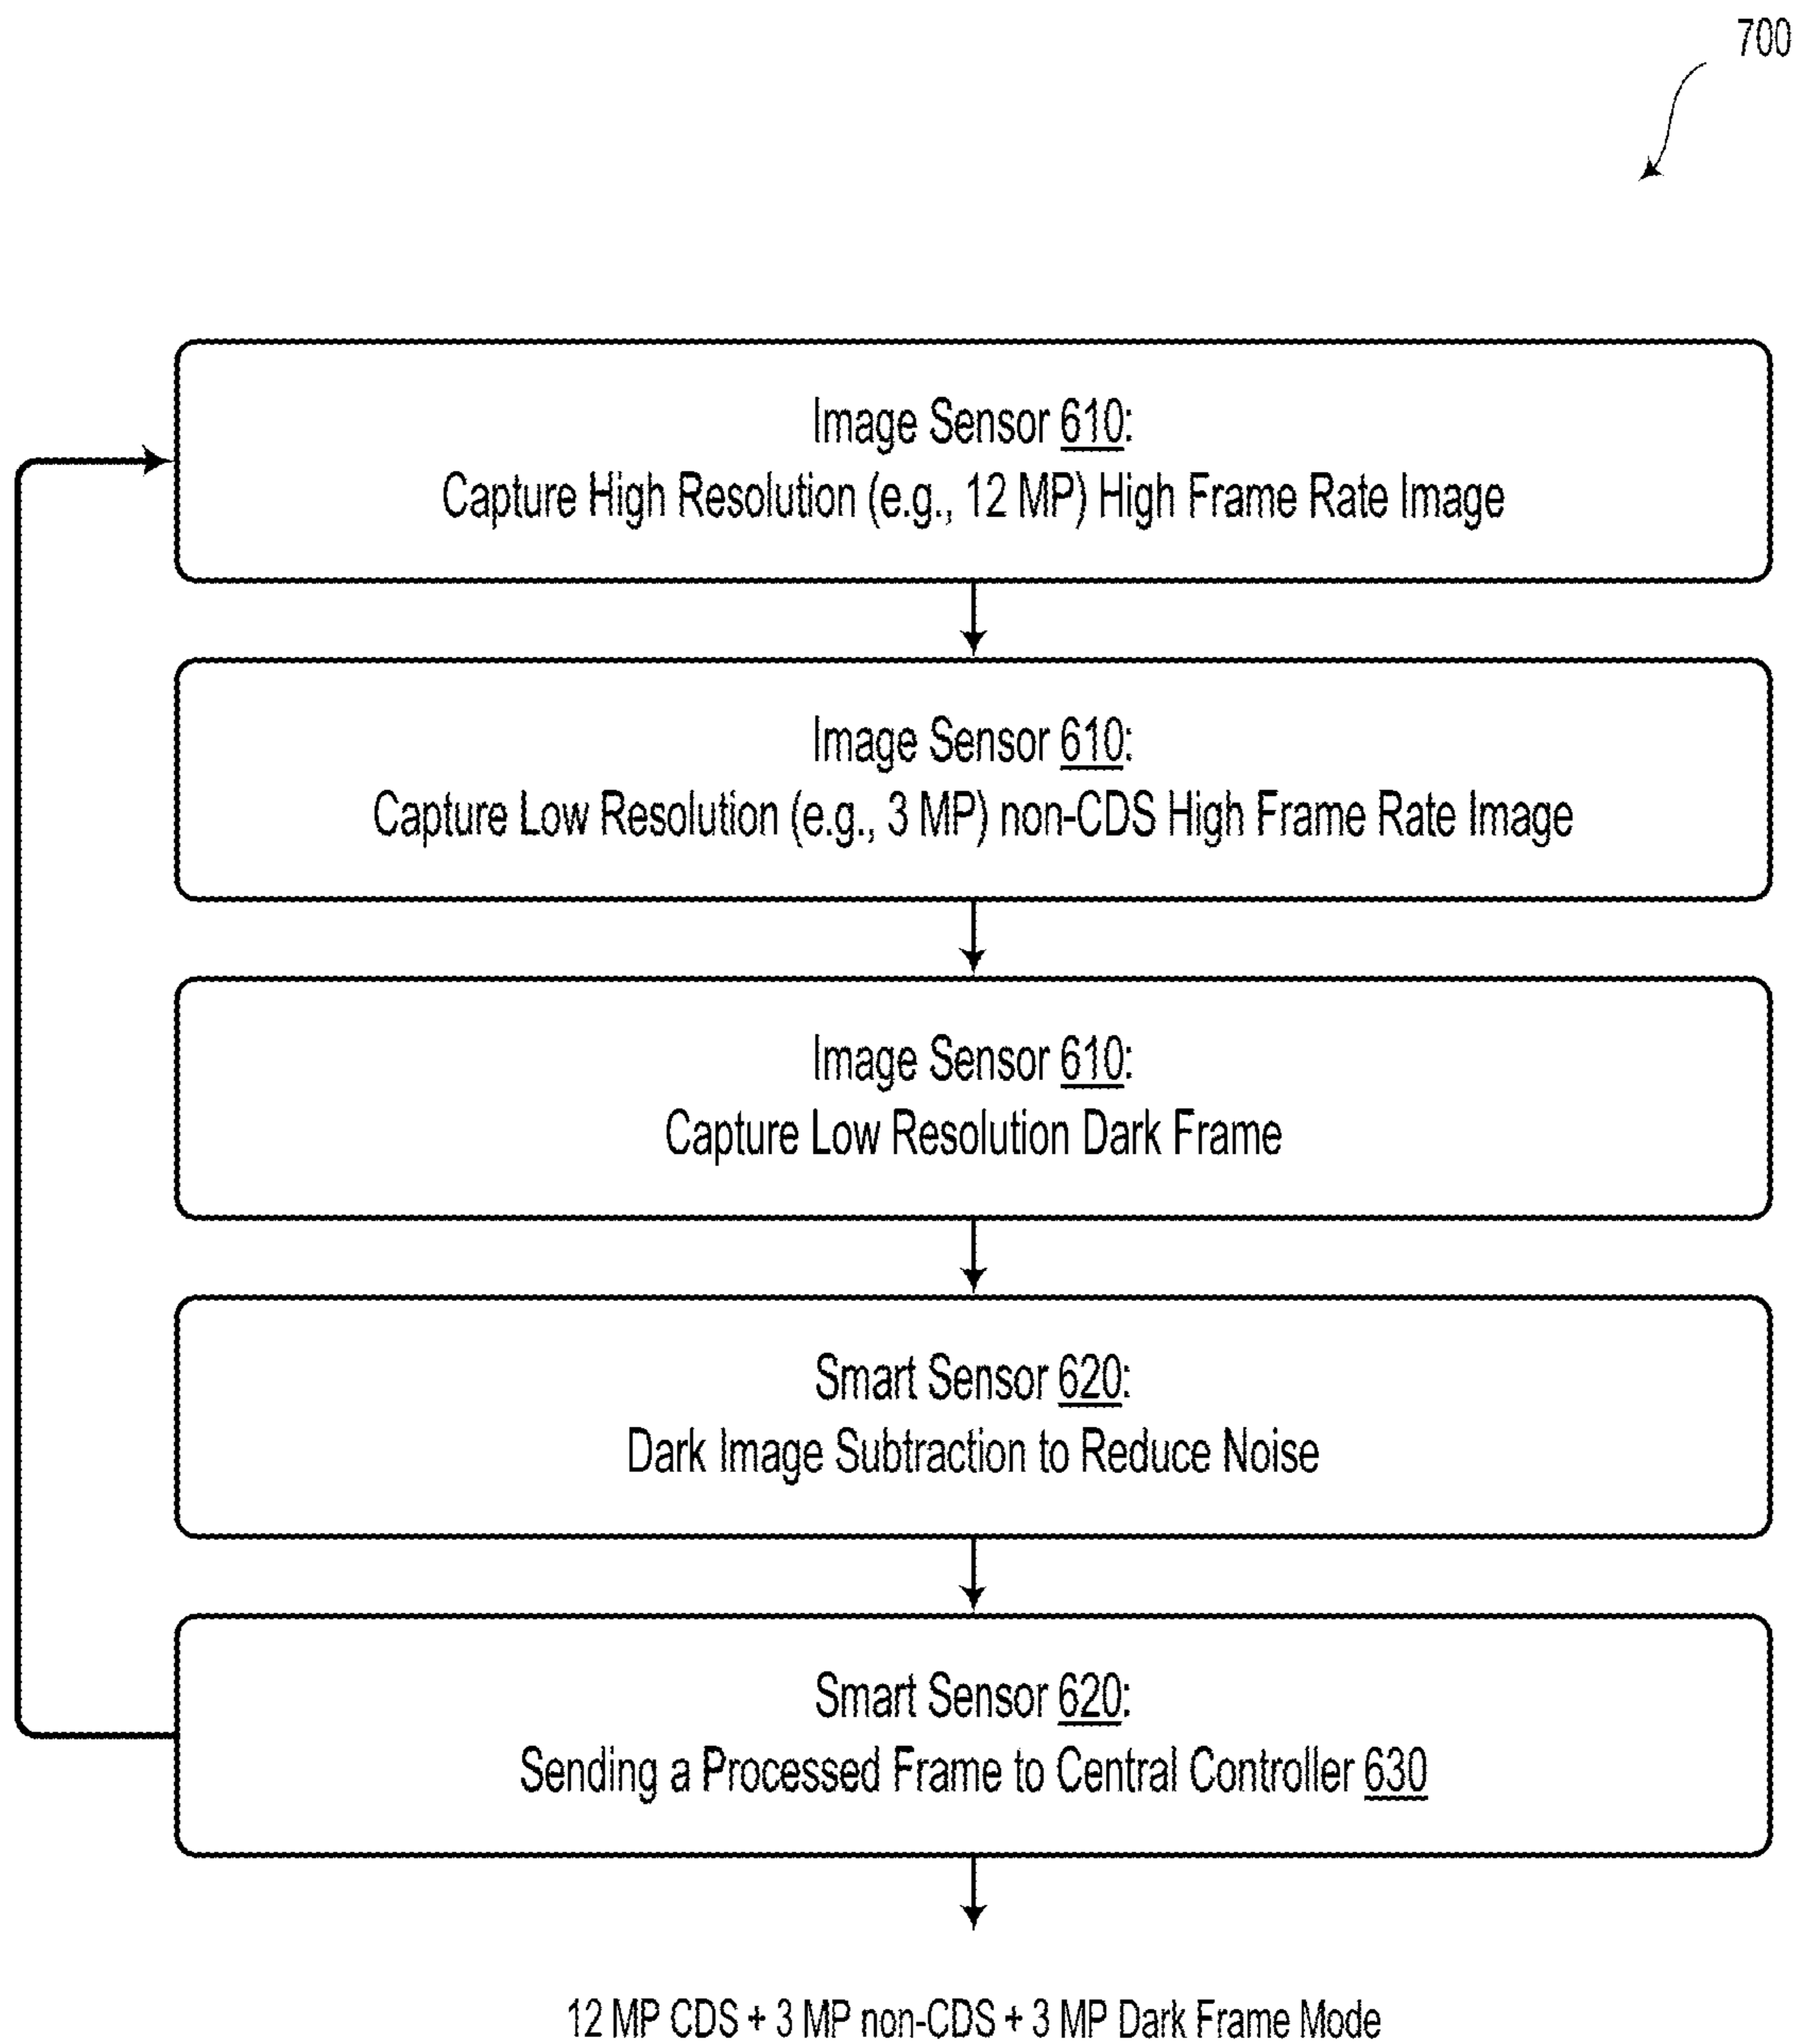 700
Image Sensor 610:
Capture High Resolution (e.g., 12 MP) High Frame Rate Image
Image Sensor 610:
Capture Low Resolution (e.g., 3 MP) non-CDS High Frame Rate Image
Image Sensor 610:
Capture Low Resolution Dark Frame
Smart Sensor 620:
Dark Image Subtraction to Reduce Noise
Smart Sensor 620:
Sending a Processed Frame to Central Controller 630
12 MP CDS + 3 MP non-CDS + 3 MP Dark Frame Mode